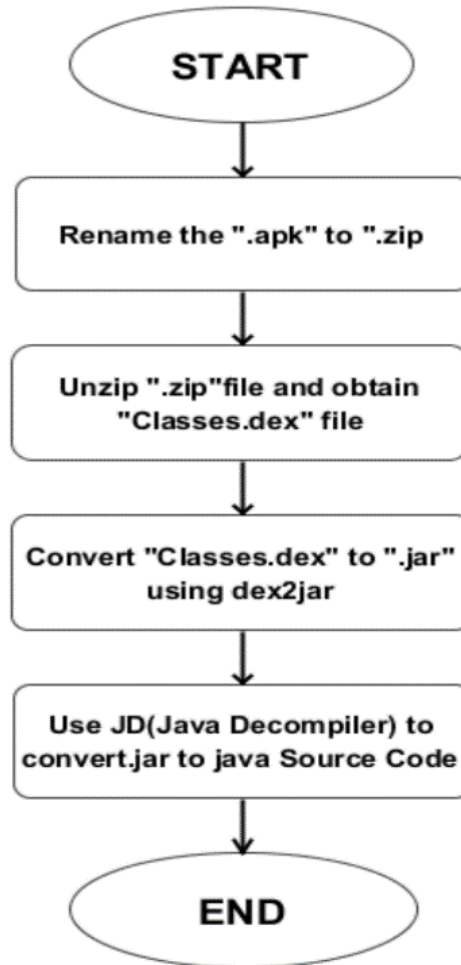 START
Rename the ".apk" to ".zip
Unzip ".zip"file and obtain
"Classes.dex" file
Convert "Classes.dex" to ".jar"
using dex2jar
Use JD(Java Decompiler) to
convert.jar to java Source Code
END